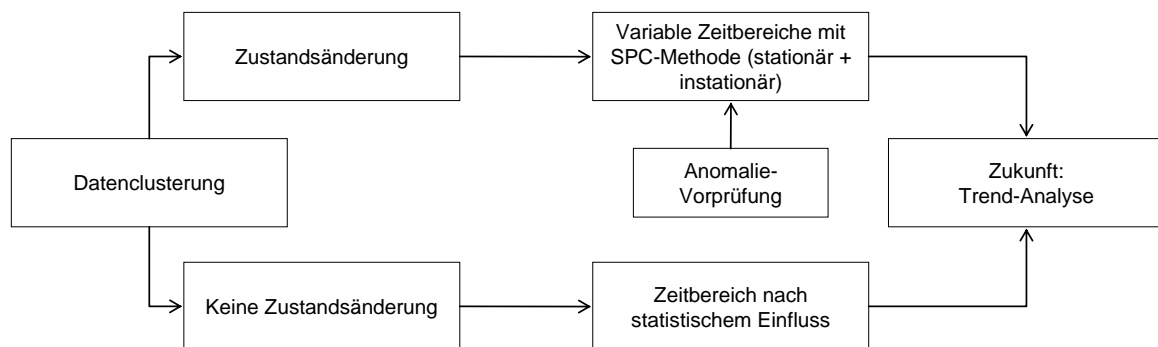 Zustandsänderung
Variable Zeitbereiche mit
SPC-Methode (stationär +
instationär)
Datenclusterung
Anomalie-
Vorprüfung
Zukunft:
Trend-Analyse
Keine Zustandsänderung
Zeitbereich nach
statistischem Einfluss